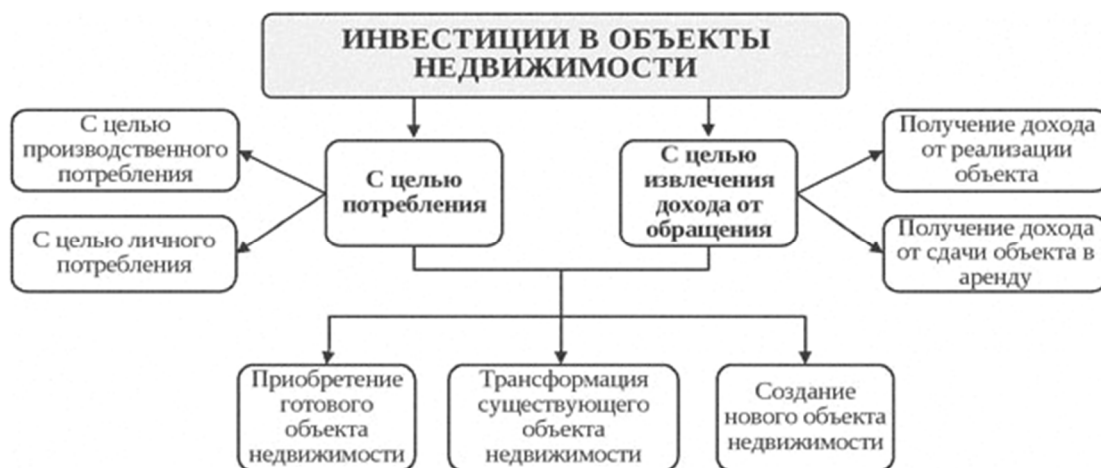 ИНВЕСТИЦИИ В ОБЪЕКТЫ
НЕДВИЖИМОСТИ
С целью
производственного
потребления
С целью личного
потребления
С целью
потребления
С целью
извлечения
дохода от
обращения
Получение дохода
от реализации
объекта
Получение дохода
от сдачи объекта в
аренду
Приобретение
готового
объекта
недвижимости
Трансформация
существующего
объекта
недвижимости
Создание
нового объекта
недвижимости